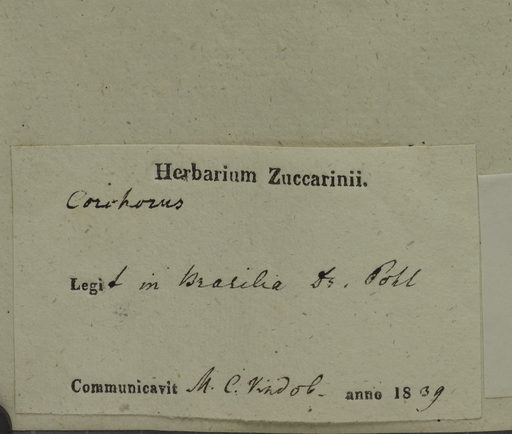 Herbarium Zuccarinii.
Corchorus
Legit in Brasilia Dr. Pohl
Communicavit M. C. Vindob. anno 1839